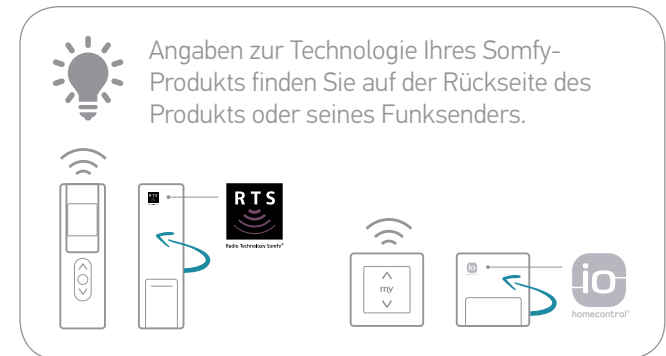 Angaben zur Technologie Ihres Somfy-
Produkts finden Sie auf der Rückseite des
Produkts oder seines Funksenders.
RTS
Radio Technology Somfy®
my
io
io
homecontrol®